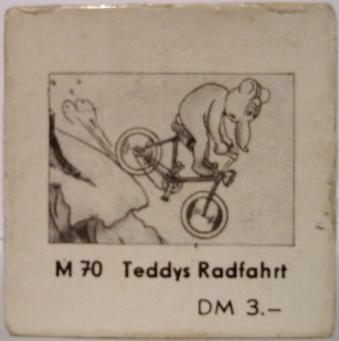 M 70 Teddys Radfahrt
DM 3.–